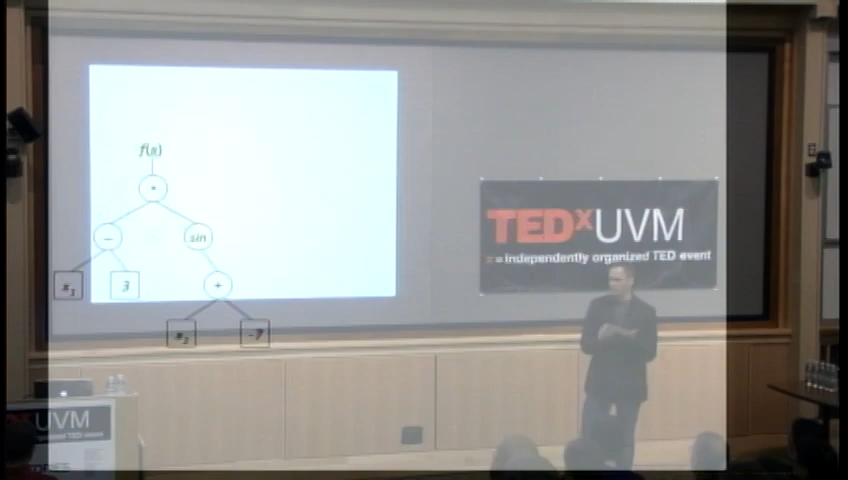 f(x)
*
–
sin
x1
3
+
x2
-7
TEDxUVM
x = independently organized TED event
UVM